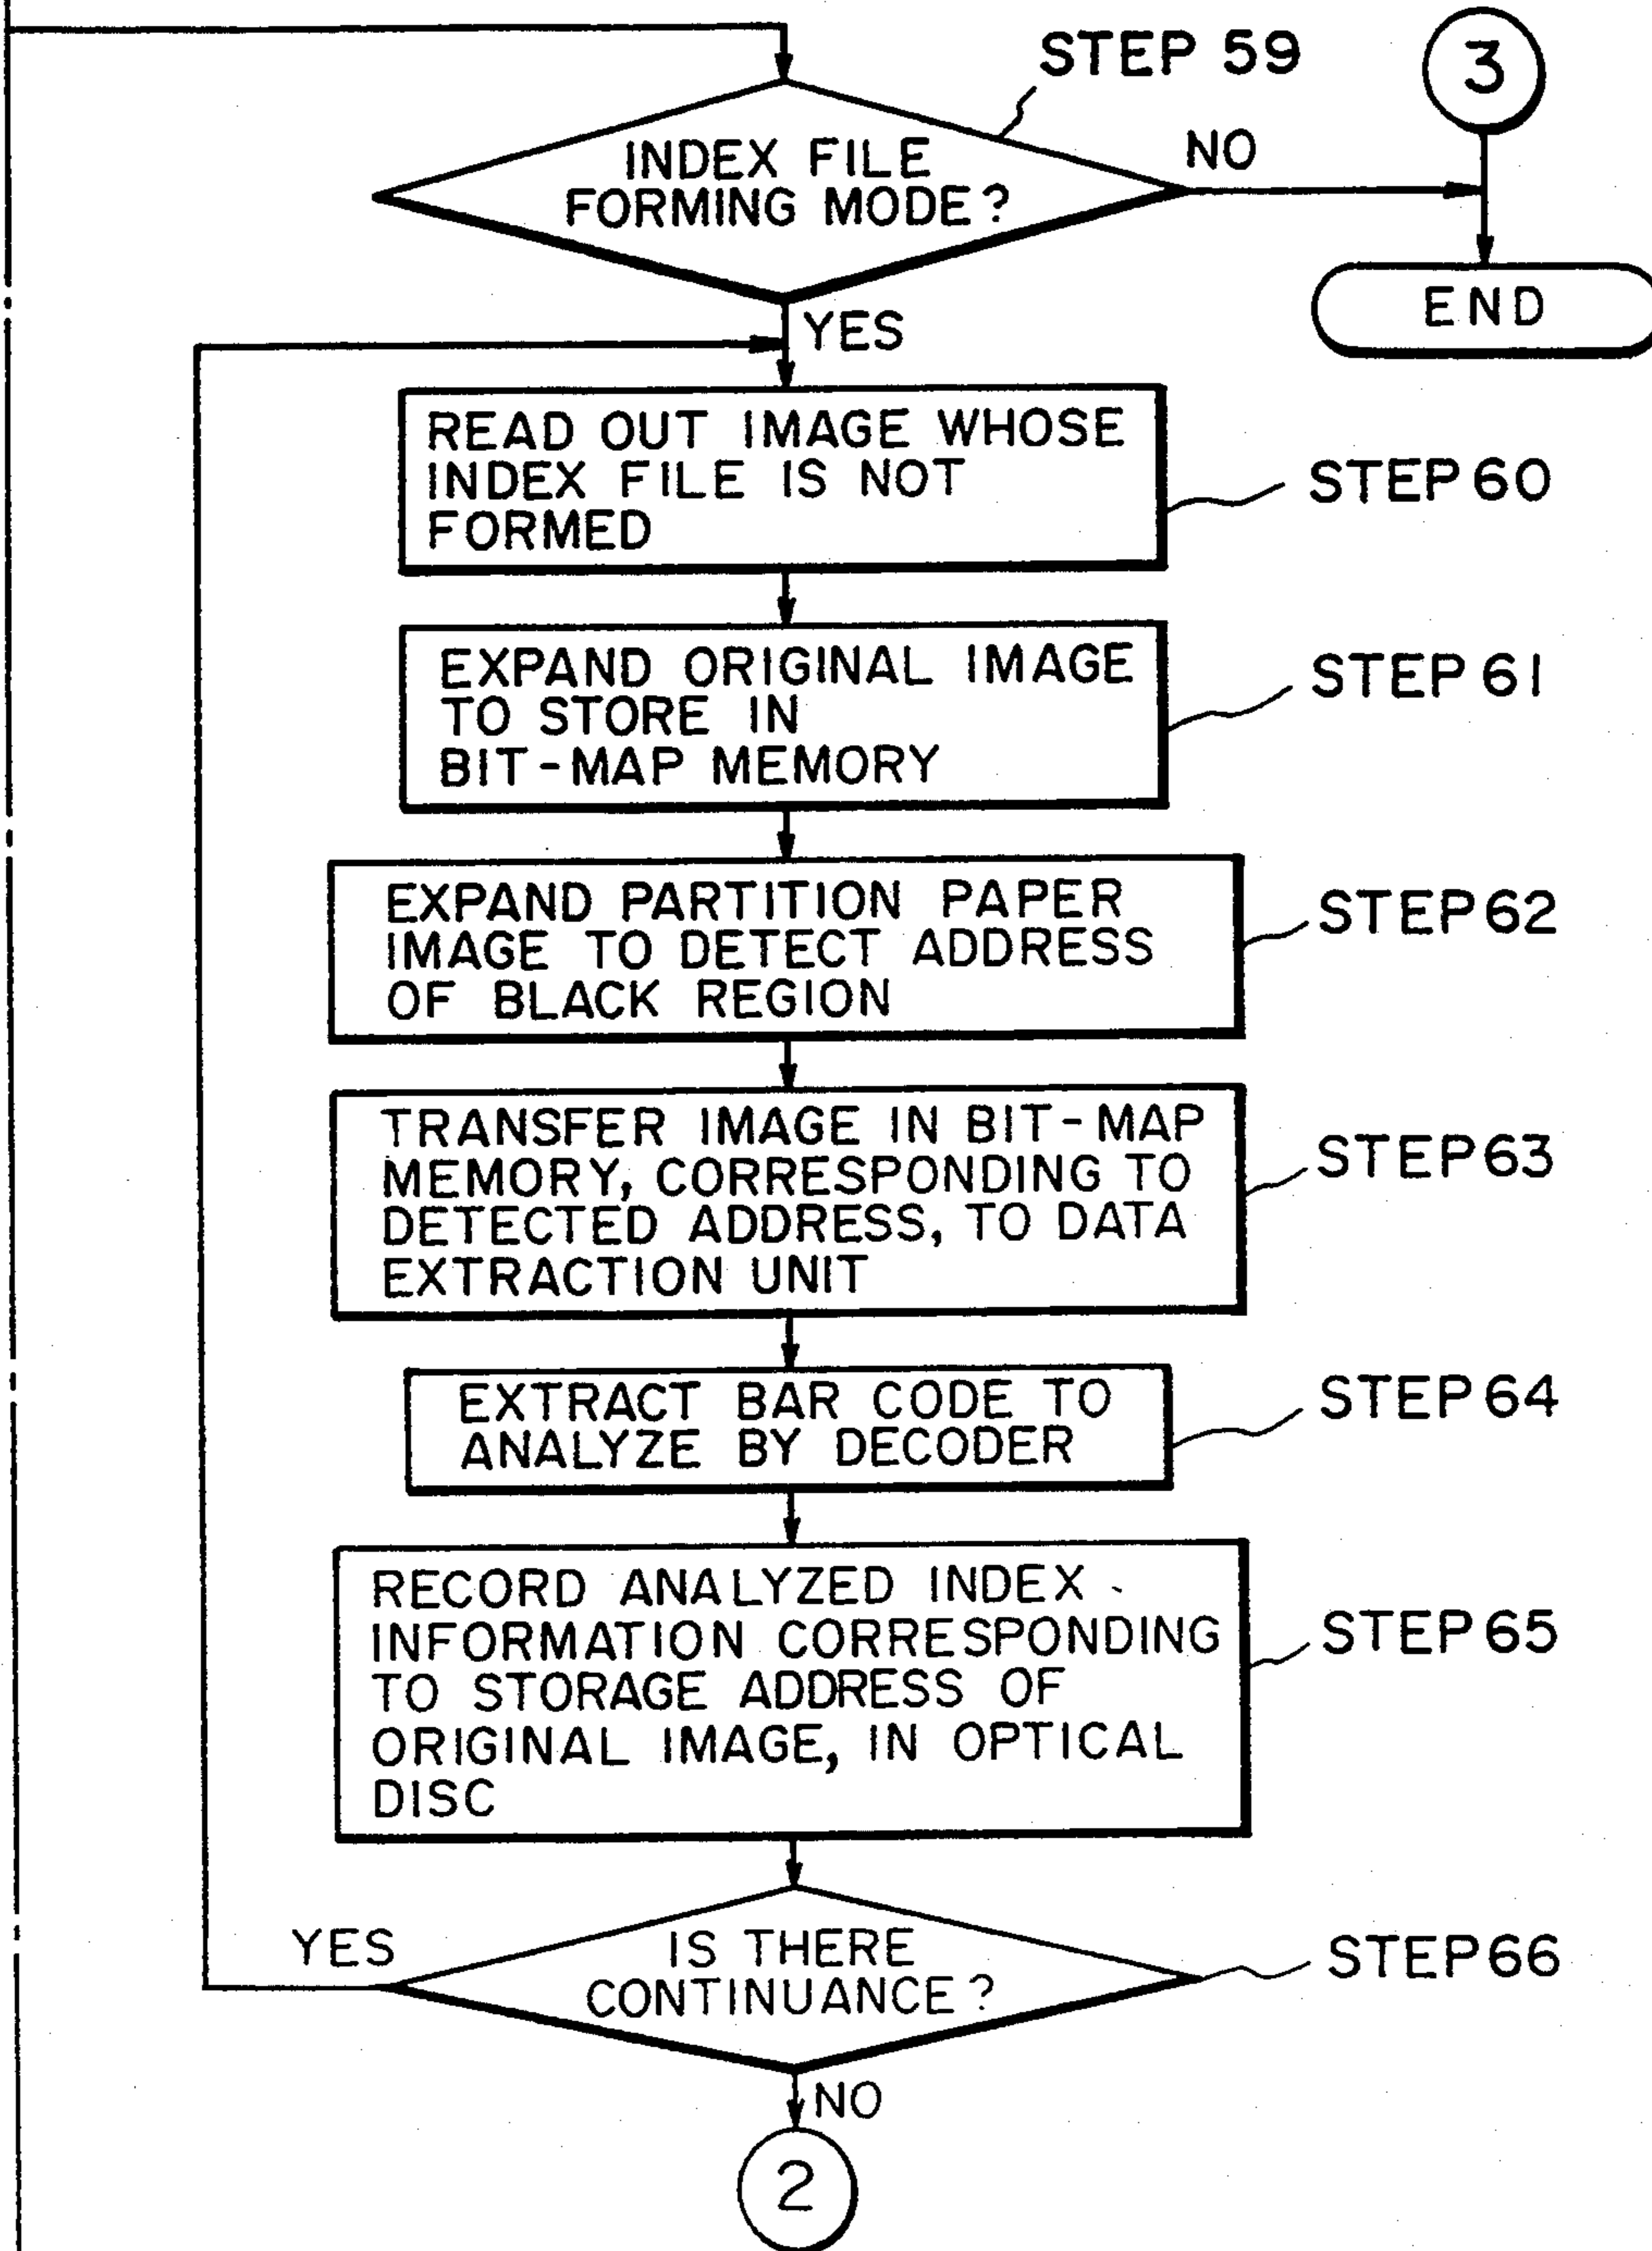 STEP 59
3
INDEX FILE
FORMING MODE?
NO
END
YES
READ OUT IMAGE WHOSE
INDEX FILE IS NOT
FORMED
STEP 60
EXPAND ORIGINAL IMAGE
TO STORE IN
BIT-MAP MEMORY
STEP 61
EXPAND PARTITION PAPER
IMAGE TO DETECT ADDRESS
OF BLACK REGION
STEP 62
TRANSFER IMAGE IN BIT-MAP
MEMORY, CORRESPONDING TO
DETECTED ADDRESS, TO DATA
EXTRACTION UNIT
STEP 63
EXTRACT BAR CODE TO
ANALYZE BY DECODER
STEP 64
RECORD ANALYZED INDEX
INFORMATION CORRESPONDING
TO STORAGE ADDRESS OF
ORIGINAL IMAGE, IN OPTICAL
DISC
STEP 65
YES
IS THERE
CONTINUANCE?
STEP 66
NO
2